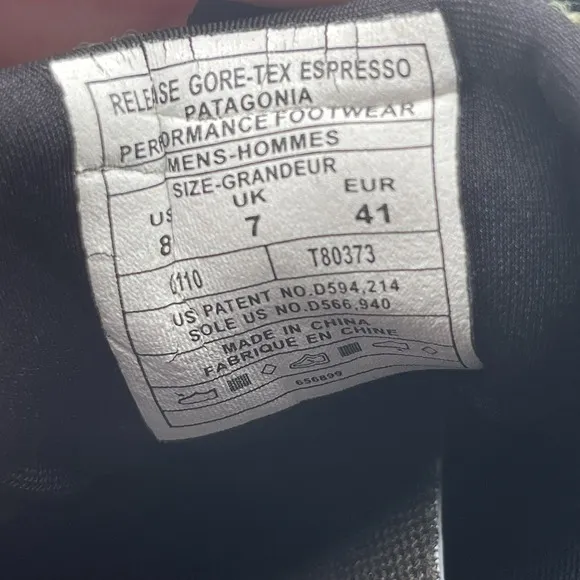 RELEASE GORE-TEX ESPRESSO
PATAGONIA
PERFORMANCE FOOTWEAR
MENS-HOMMES
SIZE-GRANDEUR
US UK EUR
8 7 41
T80373
US PATENT NO.D594,214
SOLE US NO.D566,940
MADE IN CHINA
FABRIQUE EN CHINE
656899